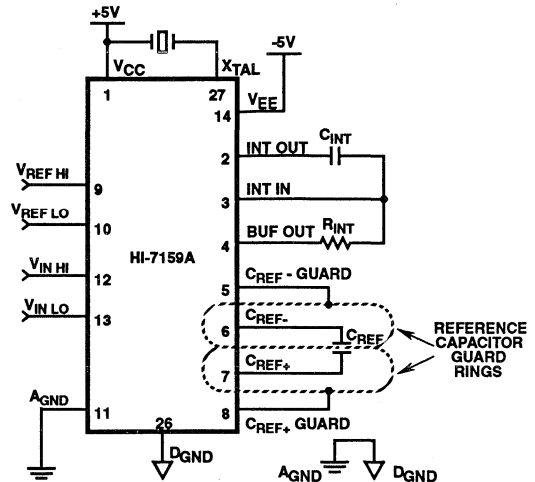 +5V
-5V
VCC
XTAL
1
27
VEE
14
INT OUT
CINT
2
VREF HI
9
INT IN
3
VREF LO
10
BUF OUT
RINT
4
HI-7159A
VIN HI
12
CREF - GUARD
5
VIN LO
13
CREF-
6
CREF
REFERENCE
CAPACITOR
GUARD
RINGS
CREF+
7
AGND
11
8
CREF+ GUARD
26
DGND
AGND
DGND